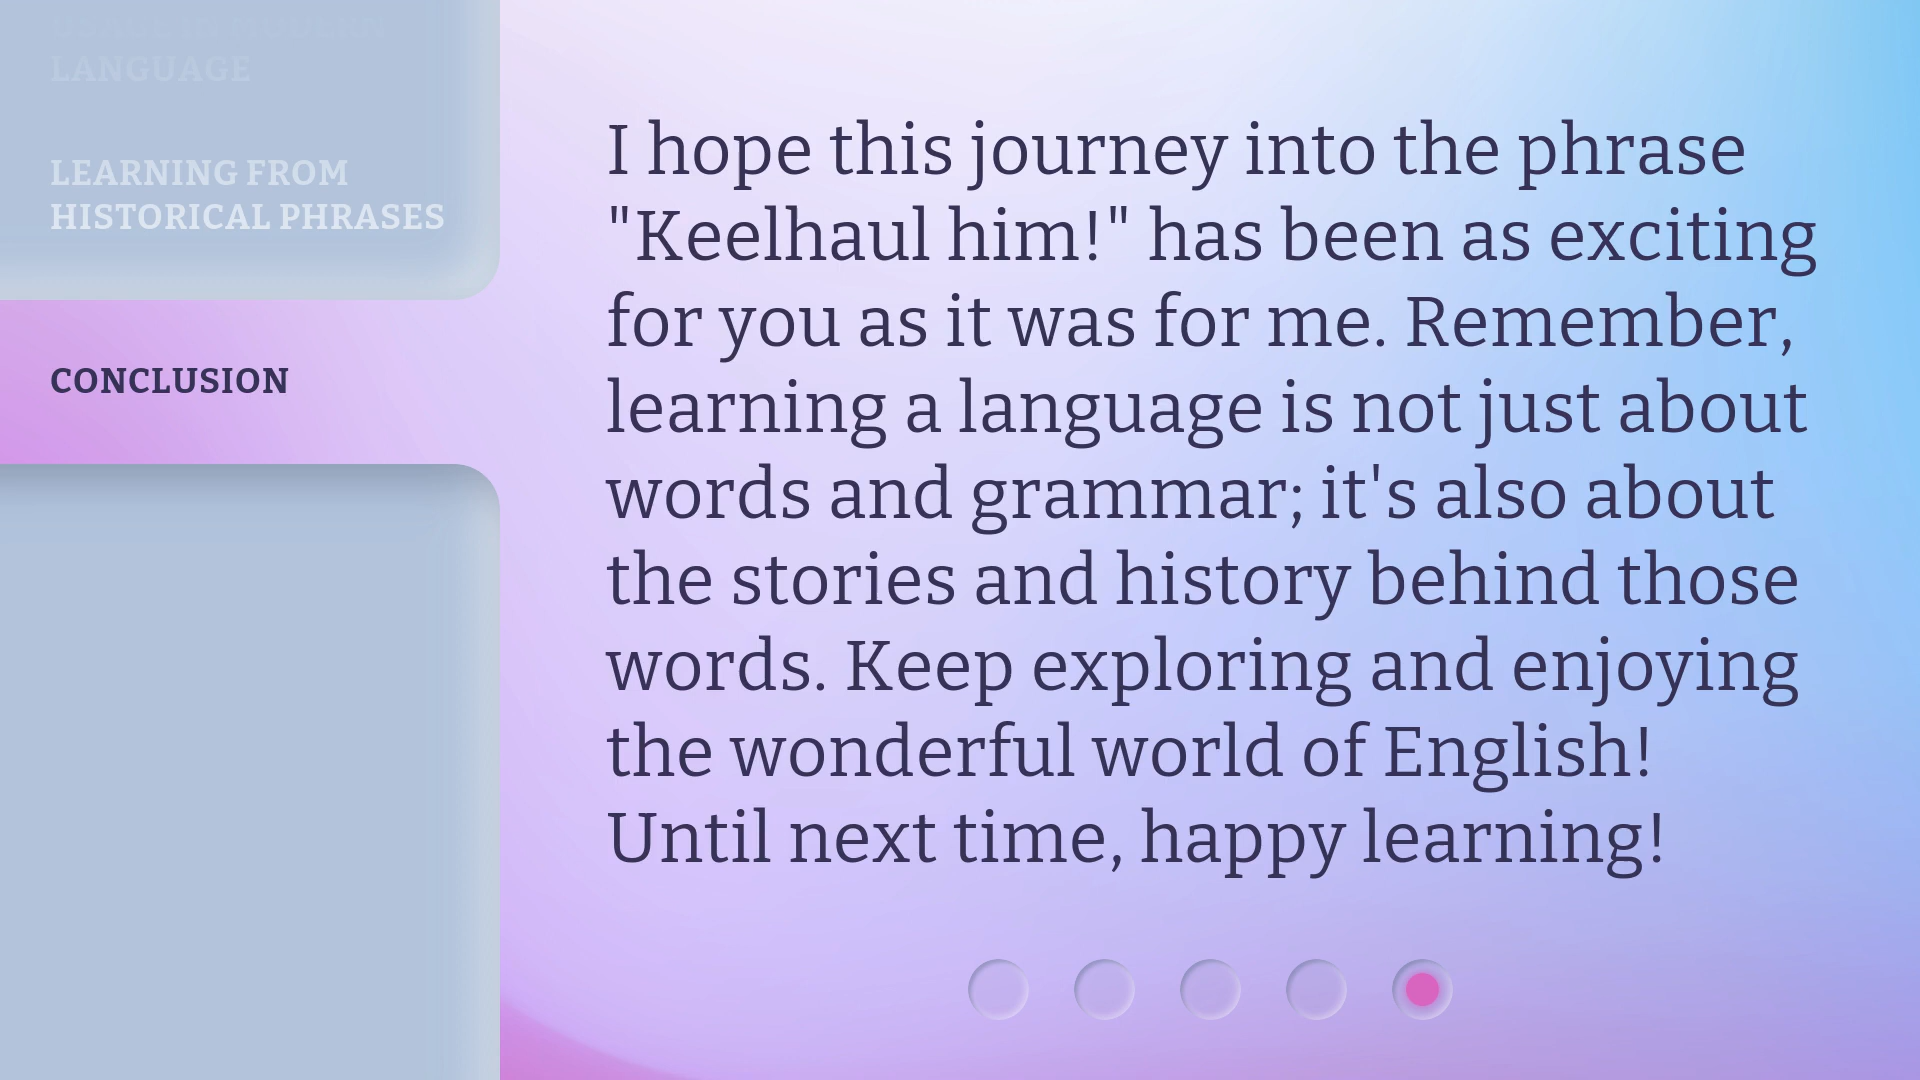 USAGE IN MODERN
LANGUAGE
LEARNING FROM
HISTORICAL PHRASES
CONCLUSION
I hope this journey into the phrase
"Keelhaul him!" has been as exciting
for you as it was for me. Remember,
learning a language is not just about
words and grammar; it's also about
the stories and history behind those
words. Keep exploring and enjoying
the wonderful world of English!
Until next time, happy learning!